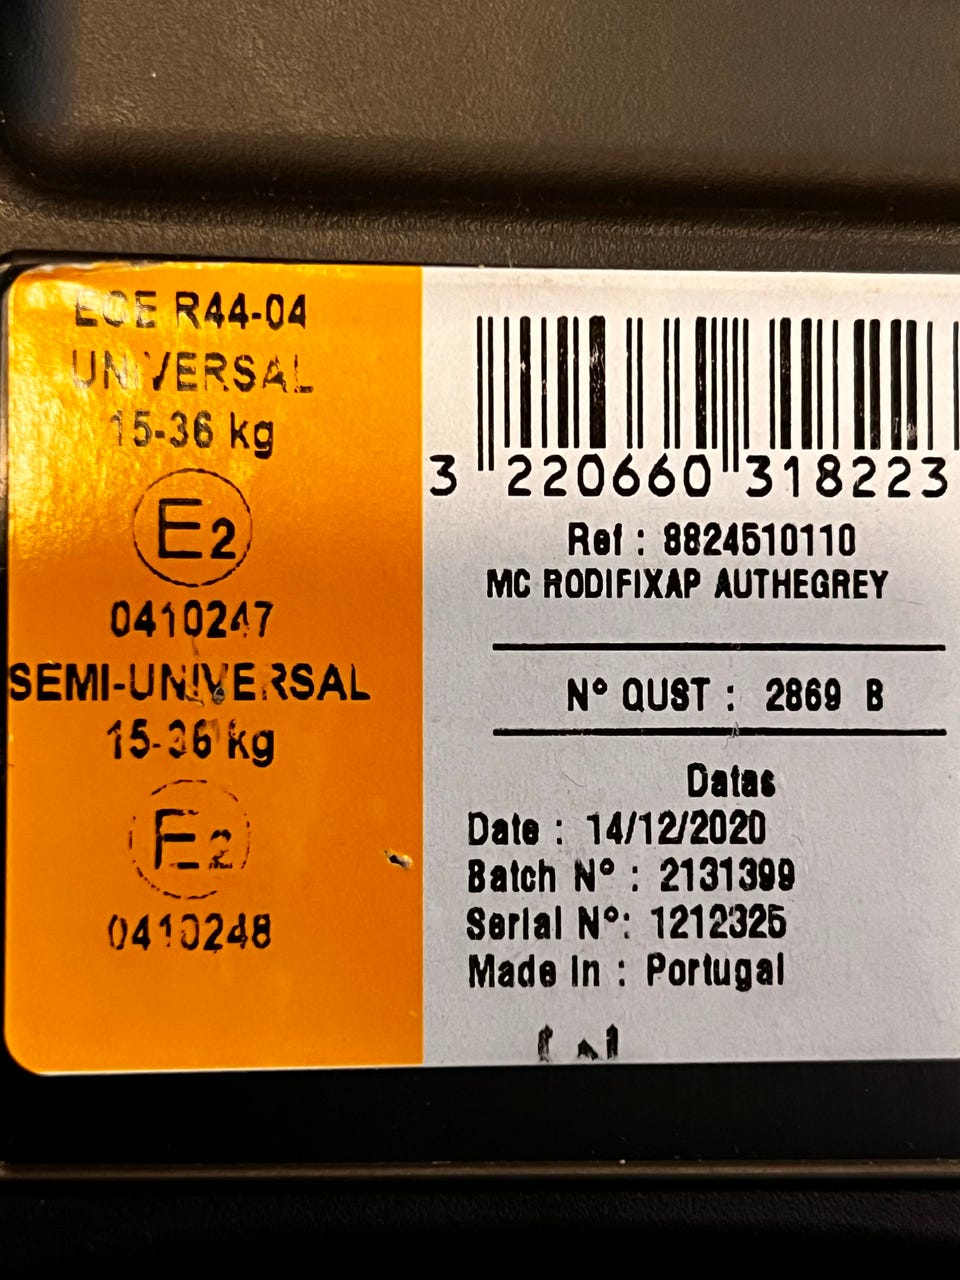 ECE R44-04
UNIVERSAL
15-36 kg
E2
0410247
SEMI-UNIVERSAL
15-36 kg
E2
0410248
3 220660 318223
Ref : 8824510110
MC RODIFIXAP AUTHEGREY
N° QUST : 2869 B
Datas
Date : 14/12/2020
Batch N° : 2131399
Serial N°: 1212325
Made In : Portugal